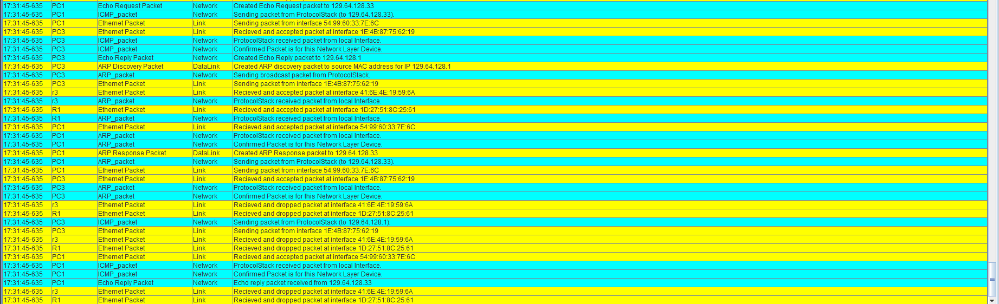 17:31:45-635 PC1 Echo Request Packet Network Created Echo Request packet to 129.64.128.33
17:31:45-635 PC1 ICMP_packet Network Sending packet from ProtocolStack (to 129.64.128.33).
17:31:45-635 PC1 Ethernet Packet Link Sending packet from interface 54:99:60:33:7E:6C
17:31:45-635 PC3 Ethernet Packet Link Recieved and accepted packet at interface 1E:4B:87:75:62:19
17:31:45-635 PC3 ICMP_packet Network ProtocolStack received packet from local Interface.
17:31:45-635 PC3 ICMP_packet Network Confirmed Packet is for this Network Layer Device.
17:31:45-635 PC3 Echo Reply Packet Network Created Echo Reply packet to 129.64.128.1
17:31:45-635 PC3 ARP Discovery Packet DataLink Created ARP discovery packet to source MAC address for IP 129.64.128.1
17:31:45-635 PC3 ARP_packet Network Sending broadcast packet from ProtocolStack.
17:31:45-635 PC3 Ethernet Packet Link Sending packet from interface 1E:4B:87:75:62:19
17:31:45-635 r3 Ethernet Packet Link Recieved and accepted packet at interface 41:6E:4E:19:59:6A
17:31:45-635 r3 ARP_packet Network ProtocolStack received packet from local Interface.
17:31:45-635 R1 Ethernet Packet Link Recieved and accepted packet at interface 1D:27:51:8C:25:61
17:31:45-635 R1 ARP_packet Network ProtocolStack received packet from local Interface.
17:31:45-635 PC1 Ethernet Packet Link Recieved and accepted packet at interface 54:99:60:33:7E:6C
17:31:45-635 PC1 ARP_packet Network ProtocolStack received packet from local Interface.
17:31:45-635 PC1 ARP_packet Network Confirmed Packet is for this Network Layer Device.
17:31:45-635 PC1 ARP Response Packet DataLink Created ARP Response packet to 129.64.128.33
17:31:45-635 PC1 ARP_packet Network Sending packet from ProtocolStack (to 129.64.128.33).
17:31:45-635 PC1 Ethernet Packet Link Sending packet from interface 54:99:60:33:7E:6C
17:31:45-635 PC3 Ethernet Packet Link Recieved and accepted packet at interface 1E:4B:87:75:62:19
17:31:45-635 PC3 ARP_packet Network ProtocolStack received packet from local Interface.
17:31:45-635 PC3 ARP_packet Network Confirmed Packet is for this Network Layer Device.
17:31:45-635 r3 Ethernet Packet Link Recieved and dropped packet at interface 41:6E:4E:19:59:6A
17:31:45-635 R1 Ethernet Packet Link Recieved and dropped packet at interface 1D:27:51:8C:25:61
17:31:45-635 PC3 ICMP_packet Network Sending packet from ProtocolStack (to 129.64.128.1).
17:31:45-635 PC3 Ethernet Packet Link Sending packet from interface 1E:4B:87:75:62:19
17:31:45-635 r3 Ethernet Packet Link Recieved and dropped packet at interface 41:6E:4E:19:59:6A
17:31:45-635 R1 Ethernet Packet Link Recieved and dropped packet at interface 1D:27:51:8C:25:61
17:31:45-635 PC1 Ethernet Packet Link Recieved and accepted packet at interface 54:99:60:33:7E:6C
17:31:45-635 PC1 ICMP_packet Network ProtocolStack received packet from local Interface.
17:31:45-635 PC1 ICMP_packet Network Confirmed Packet is for this Network Layer Device.
17:31:45-635 PC1 Echo Reply Packet Network Echo reply packet received from 129.64.128.33
17:31:45-635 r3 Ethernet Packet Link Recieved and dropped packet at interface 41:6E:4E:19:59:6A
17:31:45-635 R1 Ethernet Packet Link Recieved and dropped packet at interface 1D:27:51:8C:25:61